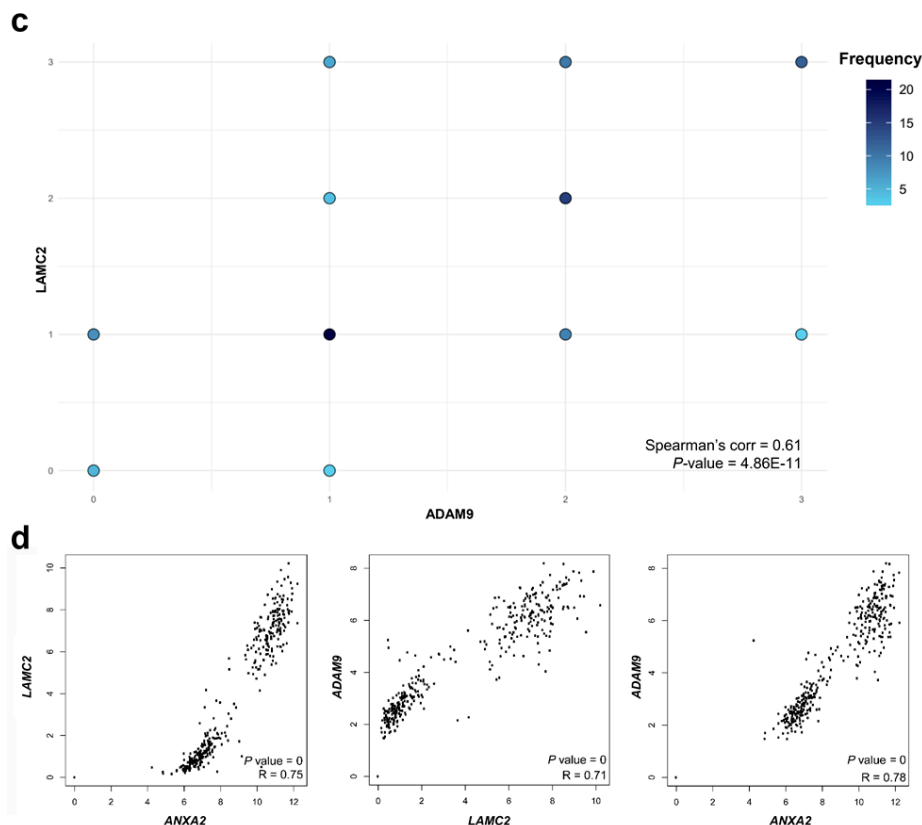 c
3
2
1
0
LAMC2
0
1
2
3
ADAM9
Spearman's corr = 0.61
P-value = 4.86E-11
Frequency
20
15
10
5
d
10
8
6
4
2
0
LAMC2
0 2 4 6 8 10 12
ANXA2
P value = 0
R = 0.75
8
6
4
2
0
ADAM9
0 2 4 6 8 10
LAMC2
P value = 0
R = 0.71
8
6
4
2
0
ADAM9
0 2 4 6 8 10 12
ANXA2
P value = 0
R = 0.78